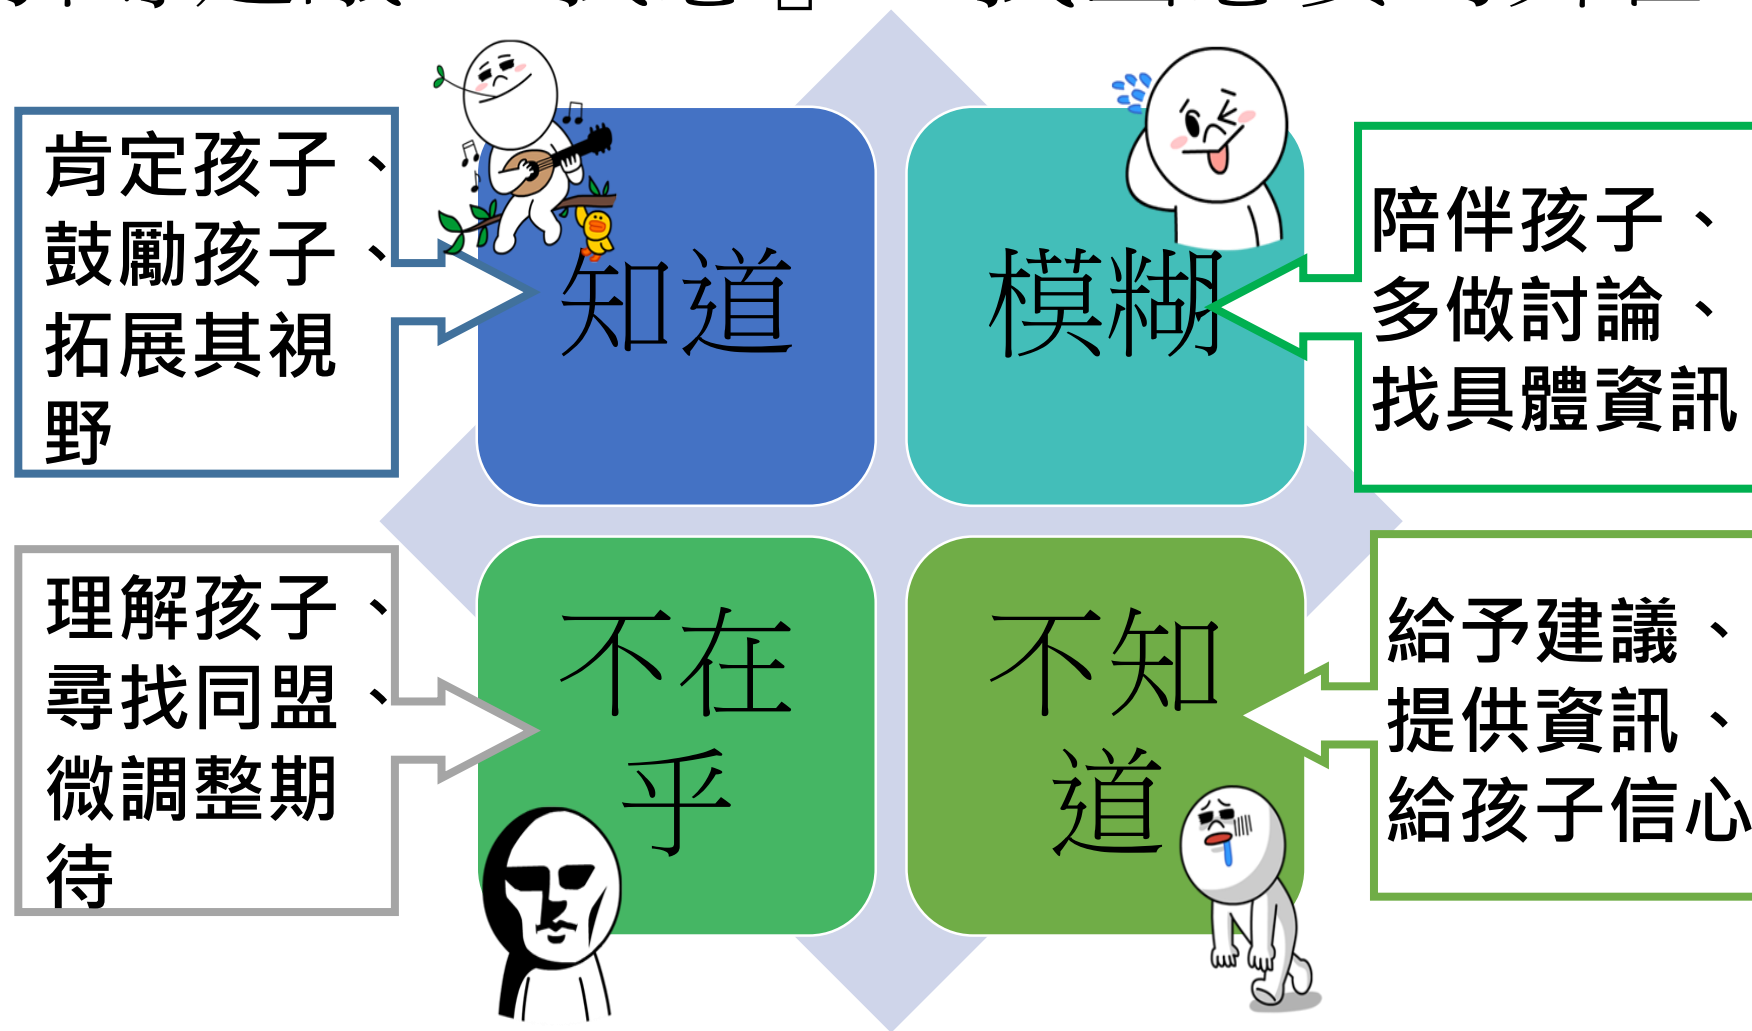 肯定孩子、
鼓勵孩子、
拓展其視
野
知道
模糊
陪伴孩子、
多做討論、
找具體資訊
理解孩子、
尋找同盟、
微調整期
待
不在
乎
不知
道
給予建議、
提供資訊、
給孩子信心